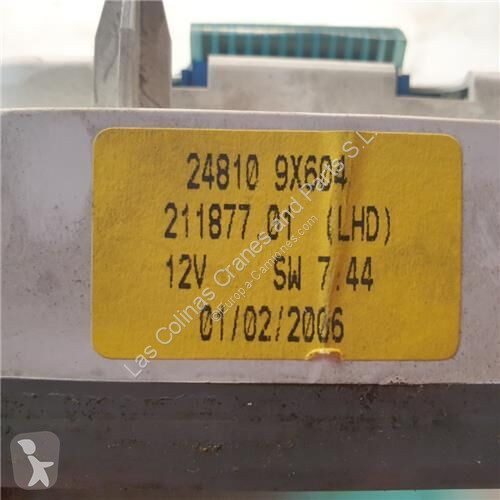 24810 9X604
211877 01 (LHD)
12V SW 7.44
01/02/2006
Las Colinas Cranes and Parts S.L.
© Europa-Camiones.com